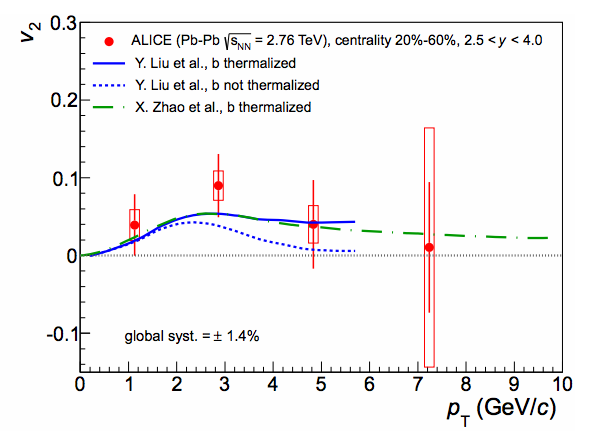 v₂
0.3
0.2
0.1
0
-0.1
ALICE (Pb-Pb √sNN = 2.76 TeV), centrality 20%-60%, 2.5 < y < 4.0
Y. Liu et al., b thermalized
Y. Liu et al., b not thermalized
X. Zhao et al., b thermalized
global syst. = ± 1.4%
0 1 2 3 4 5 6 7 8 9 10
pT (GeV/c)